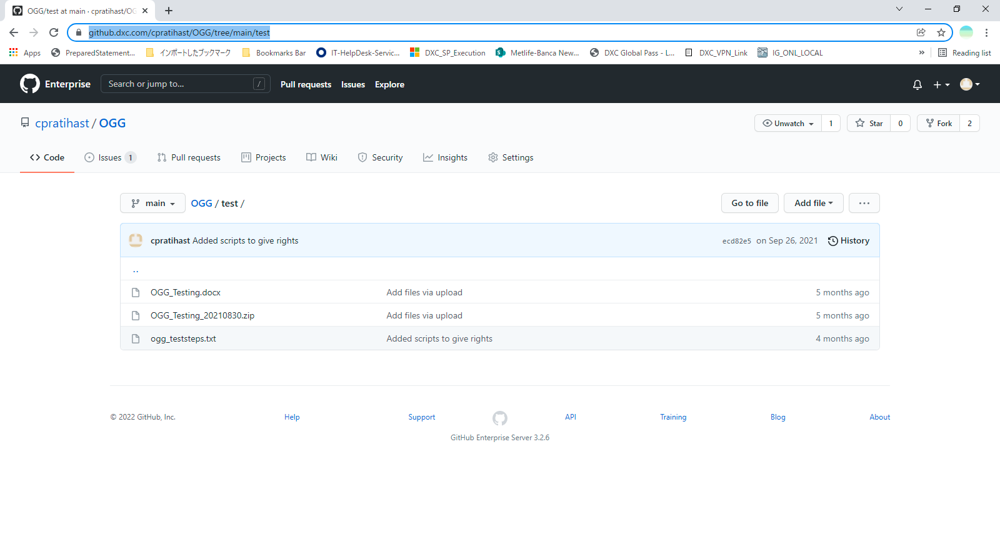 OGG/test at main · cpratihast/OG
github.dxc.com/cpratihast/OGG/tree/main/test
Apps PreparedStatement... インポートしたブックマーク Bookmarks Bar IT-HelpDesk-Servic... DXC_SP_Execution Metlife-Banca New... DXC Global Pass - L... DXC_VPN_Link IG_ONL_LOCAL » Reading list
Enterprise Search or jump to... / Pull requests Issues Explore
cpratihast / OGG Unwatch 1 Star 0 Fork 2
Code Issues 1 Pull requests Projects Wiki Security Insights Settings
main OGG / test / Go to file Add file ...
cpratihast Added scripts to give rights ecd82e5 on Sep 26, 2021 History
..
OGG_Testing.docx Add files via upload 5 months ago
OGG_Testing_20210830.zip Add files via upload 5 months ago
ogg_teststeps.txt Added scripts to give rights 4 months ago
© 2022 GitHub, Inc. Help Support API Training Blog About
GitHub Enterprise Server 3.2.6